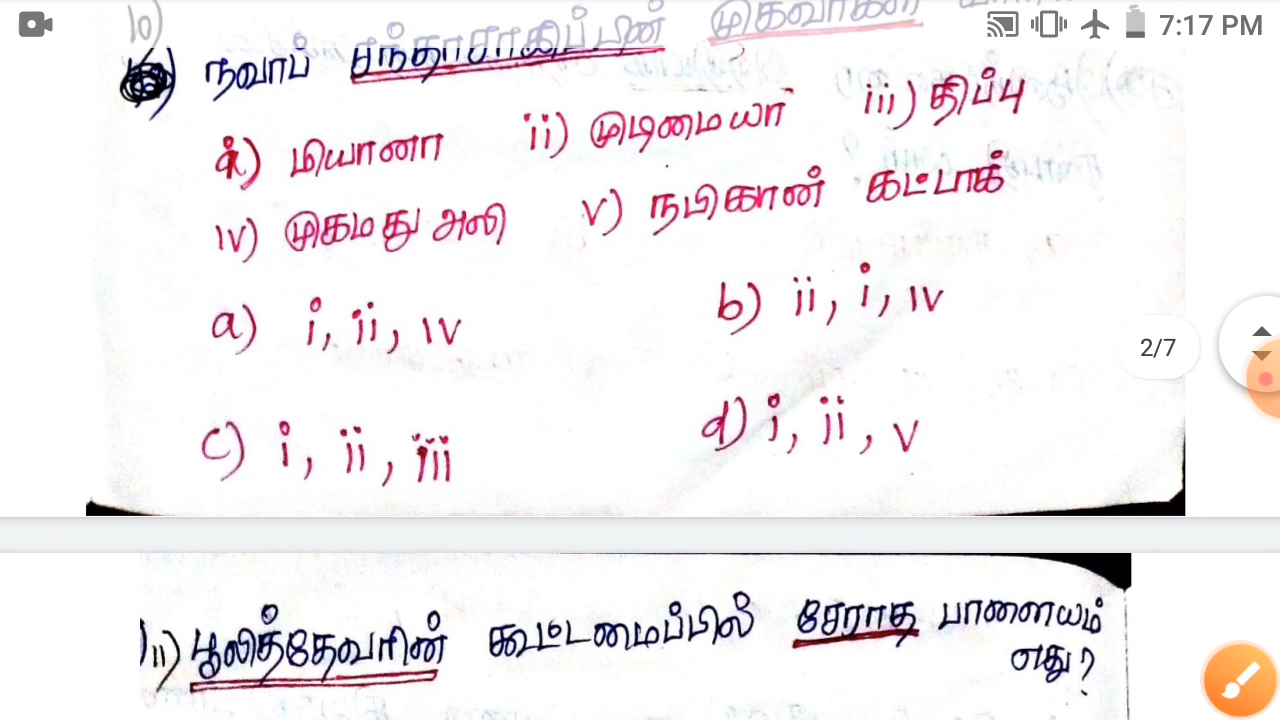 7:17 PM
10)
நவாப் சந்தாசாகிப்பின் முகவர்கள்
i) மியானா ii) முடிமையா iii) திப்பு
iv) முகமது அலி v) நபிகான் கட்டாக்
a) i, ii, iv b) ii, i, iv
2/7
c) i, ii, iii d) i, ii, v
11) பூலித்தேவரின் கூட்டமைப்பில் சேராத பாளையம்
எது?